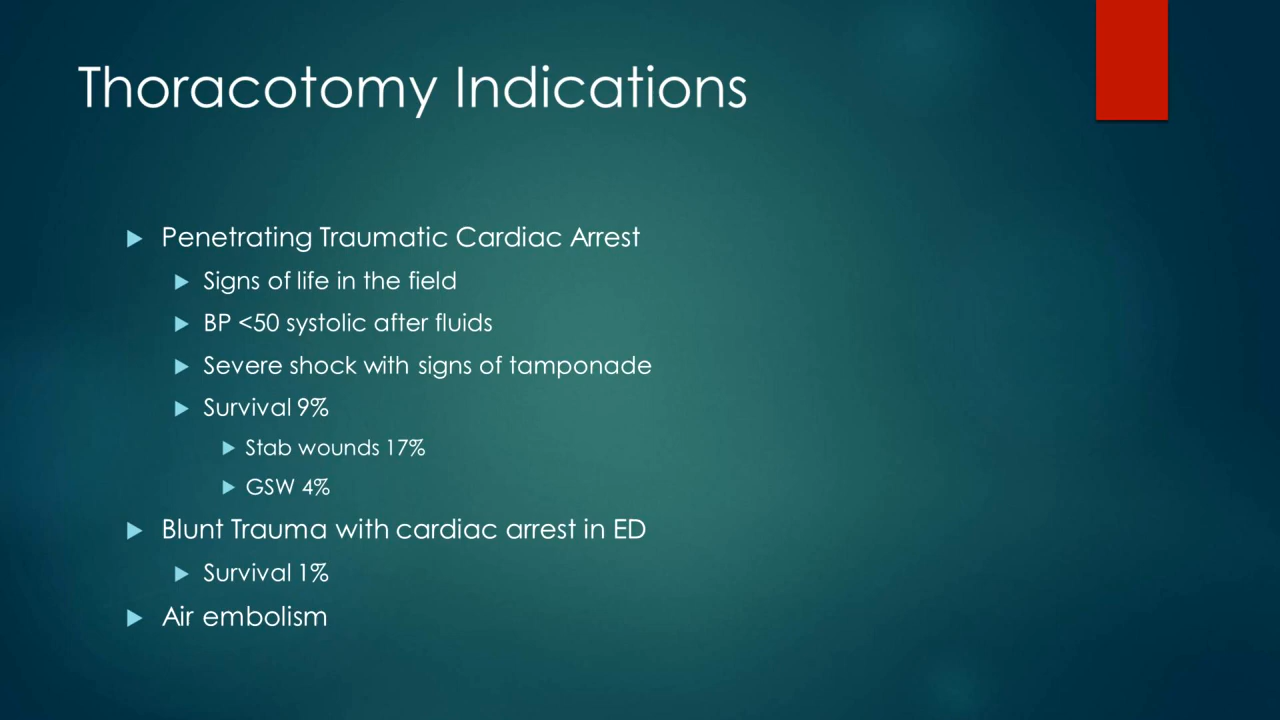 Thoracotomy Indications
Penetrating Traumatic Cardiac Arrest
Signs of life in the field
BP <50 systolic after fluids
Severe shock with signs of tamponade
Survival 9%
Stab wounds 17%
GSW 4%
Blunt Trauma with cardiac arrest in ED
Survival 1%
Air embolism